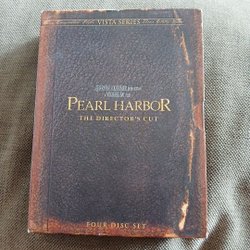 VISTA SERIES
PEARL HARBOR
THE DIRECTOR'S CUT
FOUR-DISC SET